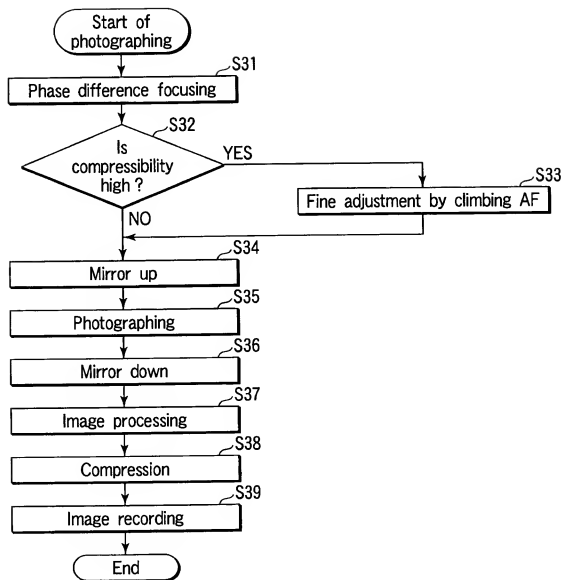 Start of
photographing
S31
Phase difference focusing
S32
Is
compressibility
high ?
YES
NO
S33
Fine adjustment by climbing AF
S34
Mirror up
S35
Photographing
S36
Mirror down
S37
Image processing
S38
Compression
S39
Image recording
End